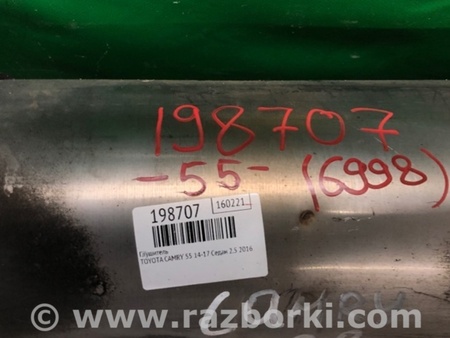 198707
-55- (6998)
198707 160221
Глушитель
TOYOTA CAMRY 55 14-17 Седан 2.5 2016
www.razborki.com